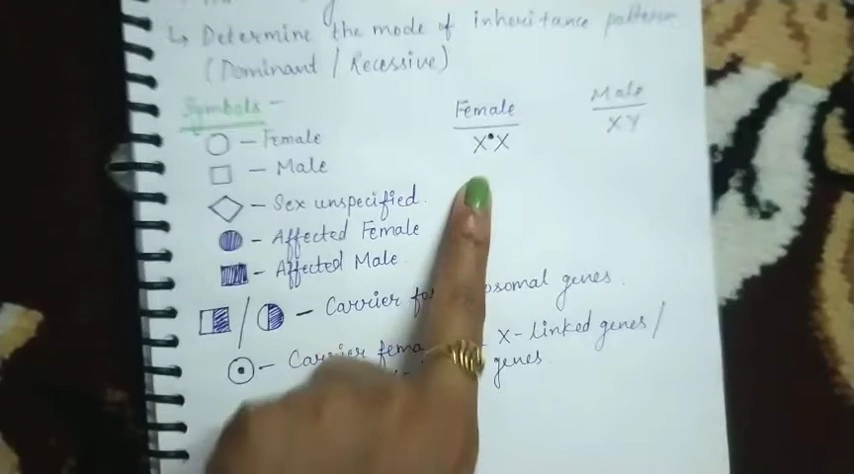 ↳ Determine the mode of inheritance pattern
(Dominant / Recessive)
Symbols -
Female
X•X
Male
XY
- Female
- Male
- Sex unspecified.
- Affected Female
- Affected Male.
/ - Carrier for genes.
- Carrier X-linked genes /
genes